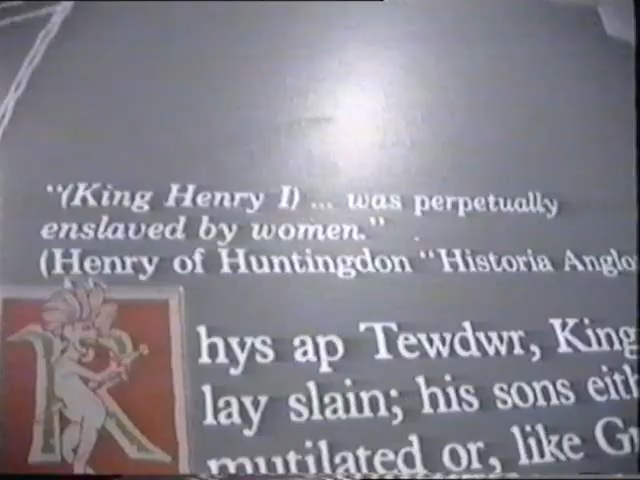 "(King Henry I) ... was perpetually
enslaved by women."
(Henry of Huntingdon "Historia Anglo
Rhys ap Tewdwr, King
lay slain; his sons eith
mutilated or, like G